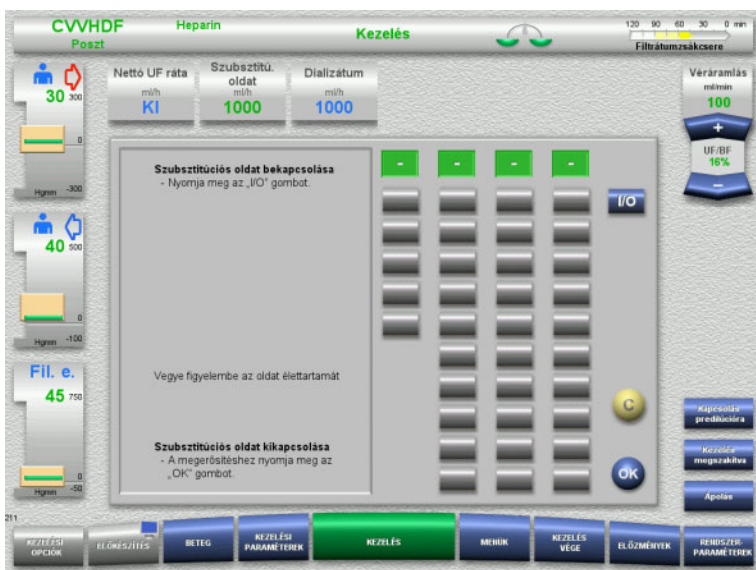 CVVHDF
Heparin
Poszt
Kezelés
120 90 60 30 0 min
Filtrátumzsákcsere
30 300
0
Hgmm -300
Nettó UF ráta
ml/h
KI
Szubsztitú.
oldat
ml/h
1000
Dializátum
ml/h
1000
Véráramlás
ml/min
100
+
UF/BF
16%
–
Szubsztitúciós oldat bekapcsolása
- Nyomja meg az „I/O" gombot.
- - - -
I/O
40 500
0
Hgmm -100
Fil. e.
45 750
0
Hgmm -50
Vegye figyelembe az oldat élettartamát
C
Szubsztitúciós oldat kikapcsolása
- A megerősítéshez nyomja meg az
„OK" gombot.
OK
Kapcsolás
predilúcióra
Kezelés
megszakítva
Ápolás
211
KEZELÉSI
OPCIÓK
ELŐKÉSZÍTÉS
BETEG
KEZELÉSI
PARAMÉTEREK
KEZELÉS
MENÜK
KEZELÉS
VÉGE
ELŐZMÉNYEK
RENDSZER-
PARAMÉTEREK